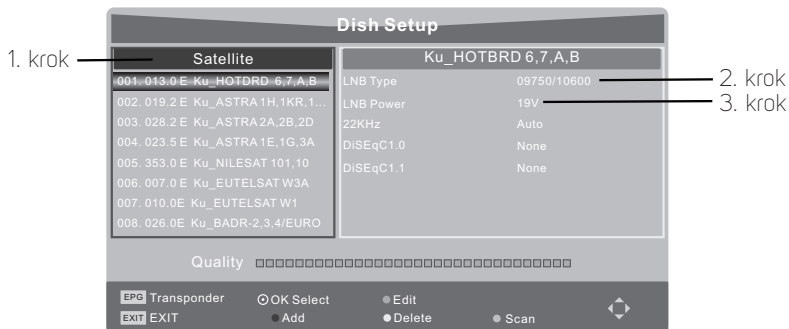 Dish Setup
1. krok
Satellite
001. 013.0 E Ku_HOTDRD 6,7,A,B
002. 019.2 E Ku_ASTRA 1H,1KR,1...
003. 028.2 E Ku_ASTRA 2A,2B,2D
004. 023.5 E Ku_ASTRA 1E,1G,3A
005. 353.0 E Ku_NILESAT 101,10
006. 007.0 E Ku_EUTELSAT W3A
007. 010.0E Ku_EUTELSAT W1
008. 026.0E Ku_BADR-2,3,4/EURO
Ku_HOTBRD 6,7,A,B
LNB Type 09750/10600 2. krok
LNB Power 19V 3. krok
22KHz Auto
DiSEqC1.0 None
DiSEqC1.1 None
Quality
EPG Transponder OK Select Edit
EXIT EXIT Add Delete Scan